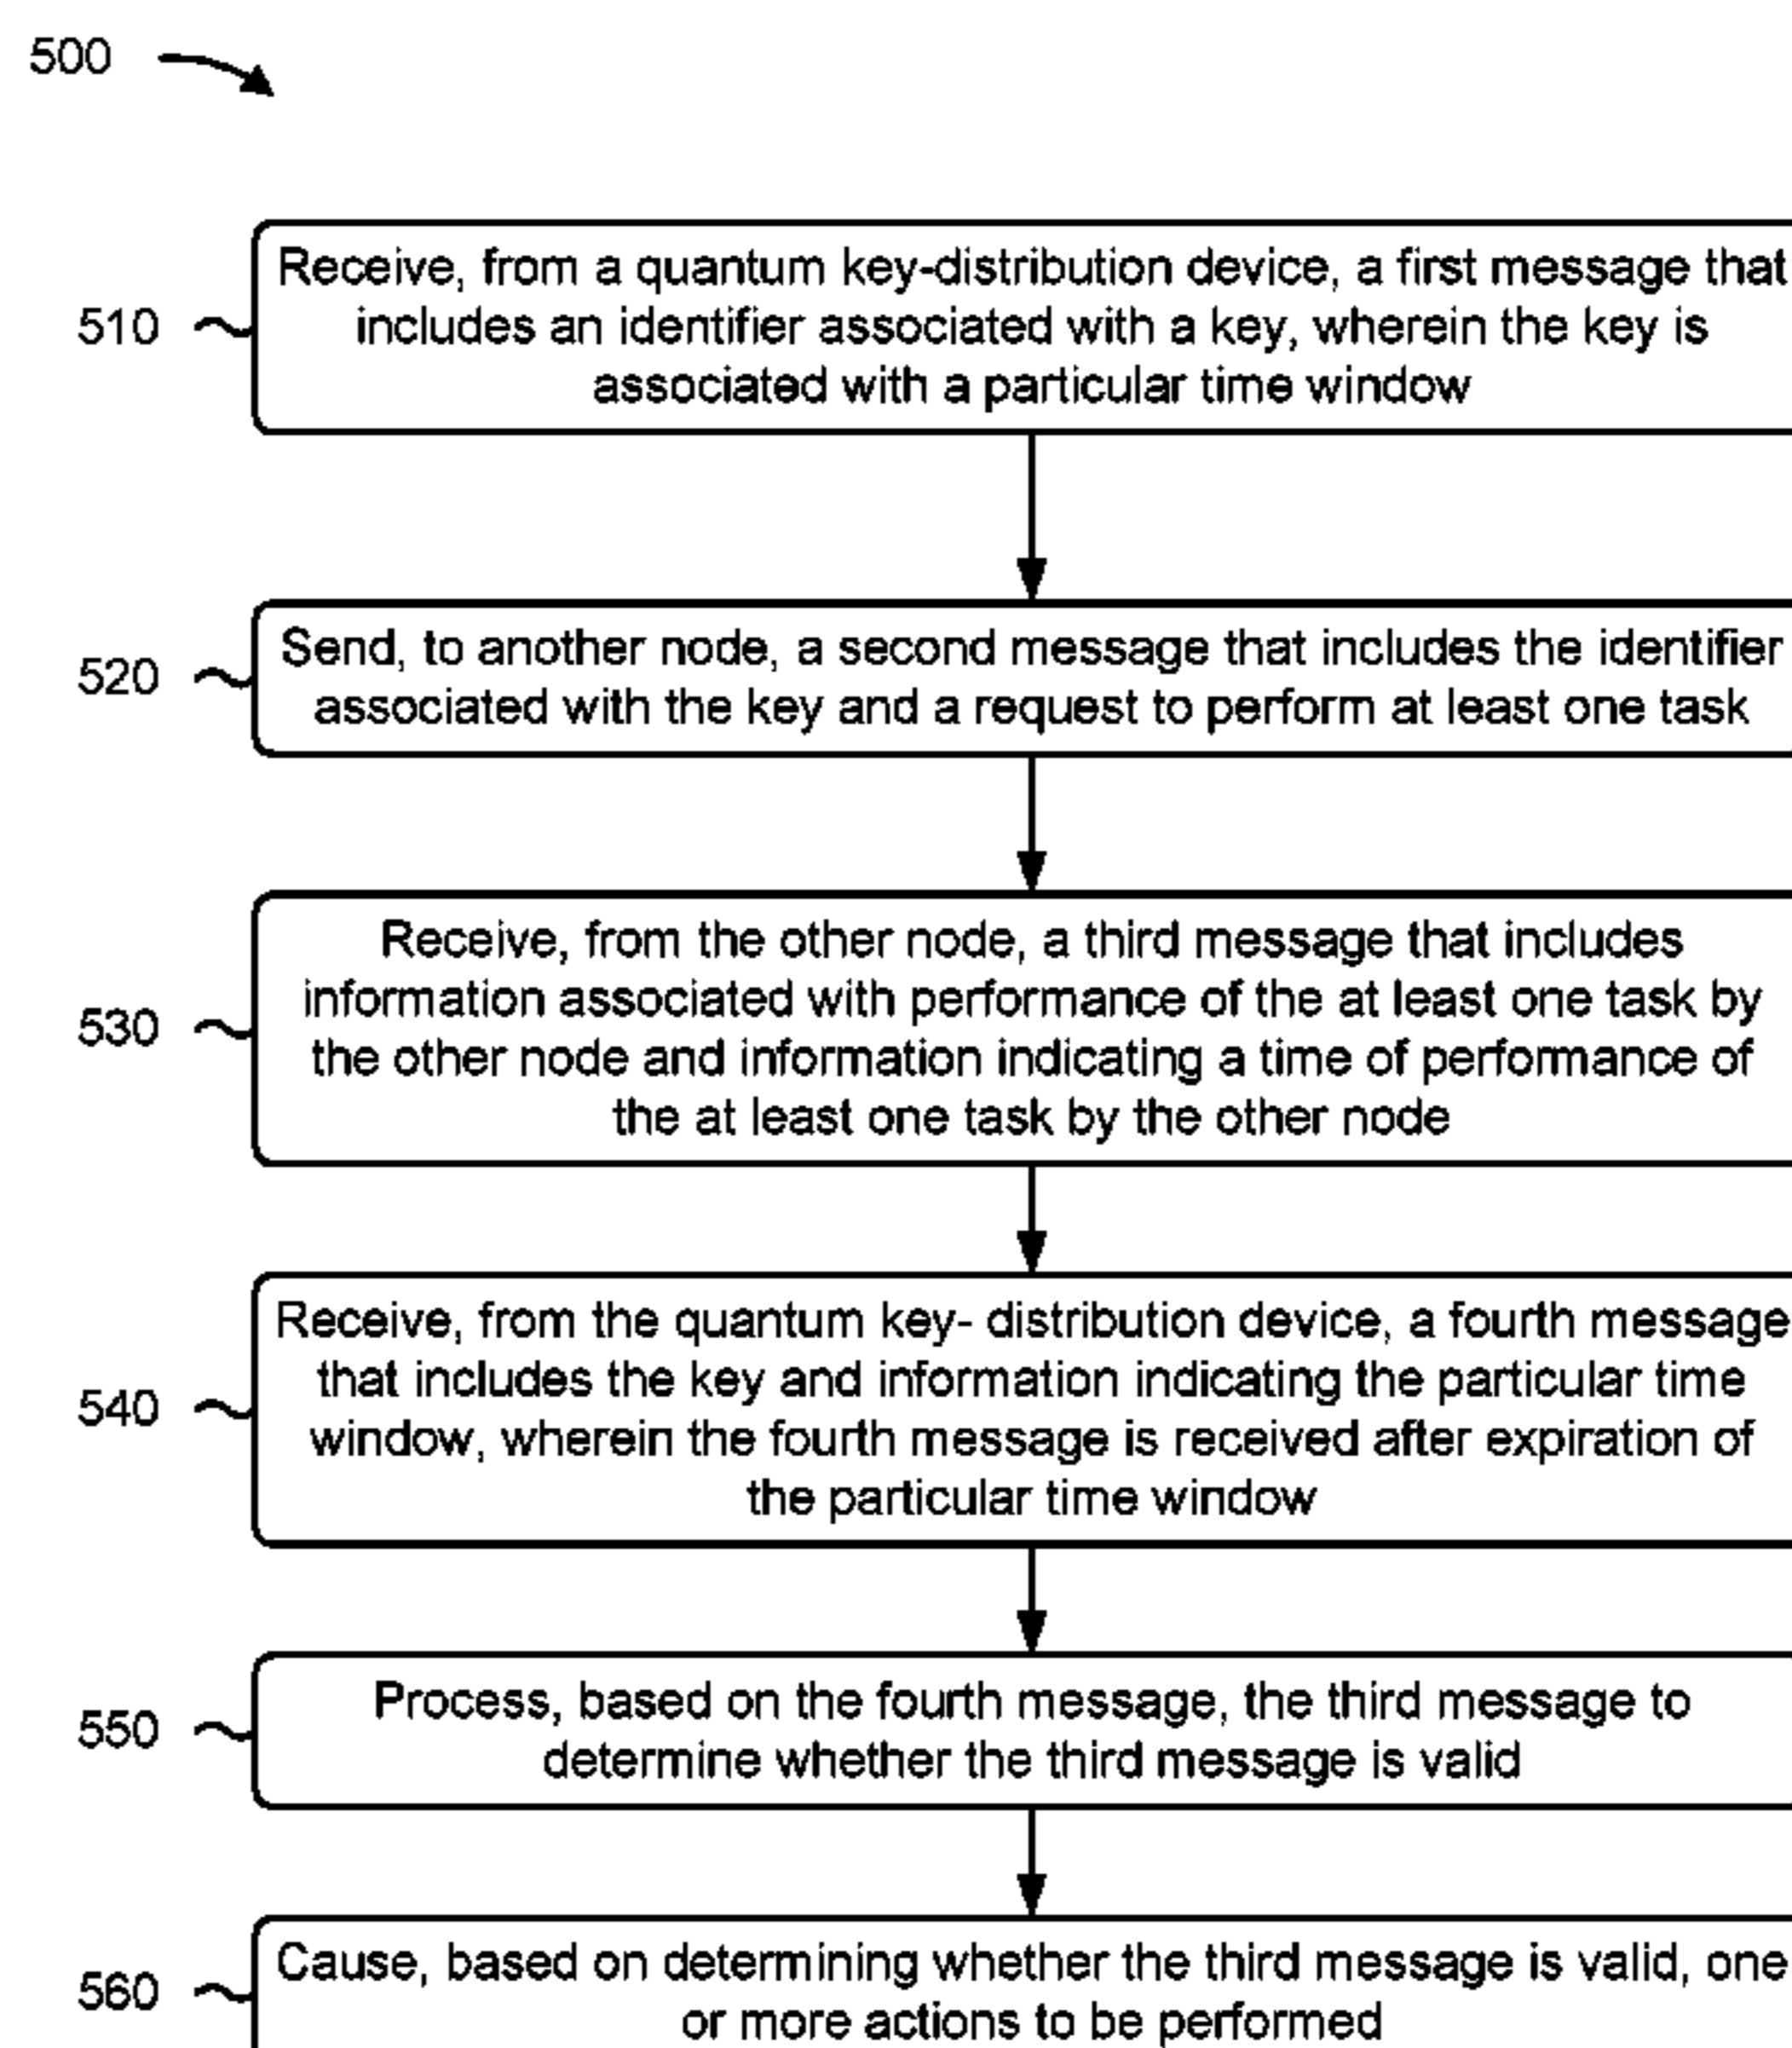 500
510
Receive, from a quantum key-distribution device, a first message that
includes an identifier associated with a key, wherein the key is
associated with a particular time window
520
Send, to another node, a second message that includes the identifier
associated with the key and a request to perform at least one task
530
Receive, from the other node, a third message that includes
information associated with performance of the at least one task by
the other node and information indicating a time of performance of
the at least one task by the other node
540
Receive, from the quantum key- distribution device, a fourth message
that includes the key and information indicating the particular time
window, wherein the fourth message is received after expiration of
the particular time window
550
Process, based on the fourth message, the third message to
determine whether the third message is valid
560
Cause, based on determining whether the third message is valid, one
or more actions to be performed